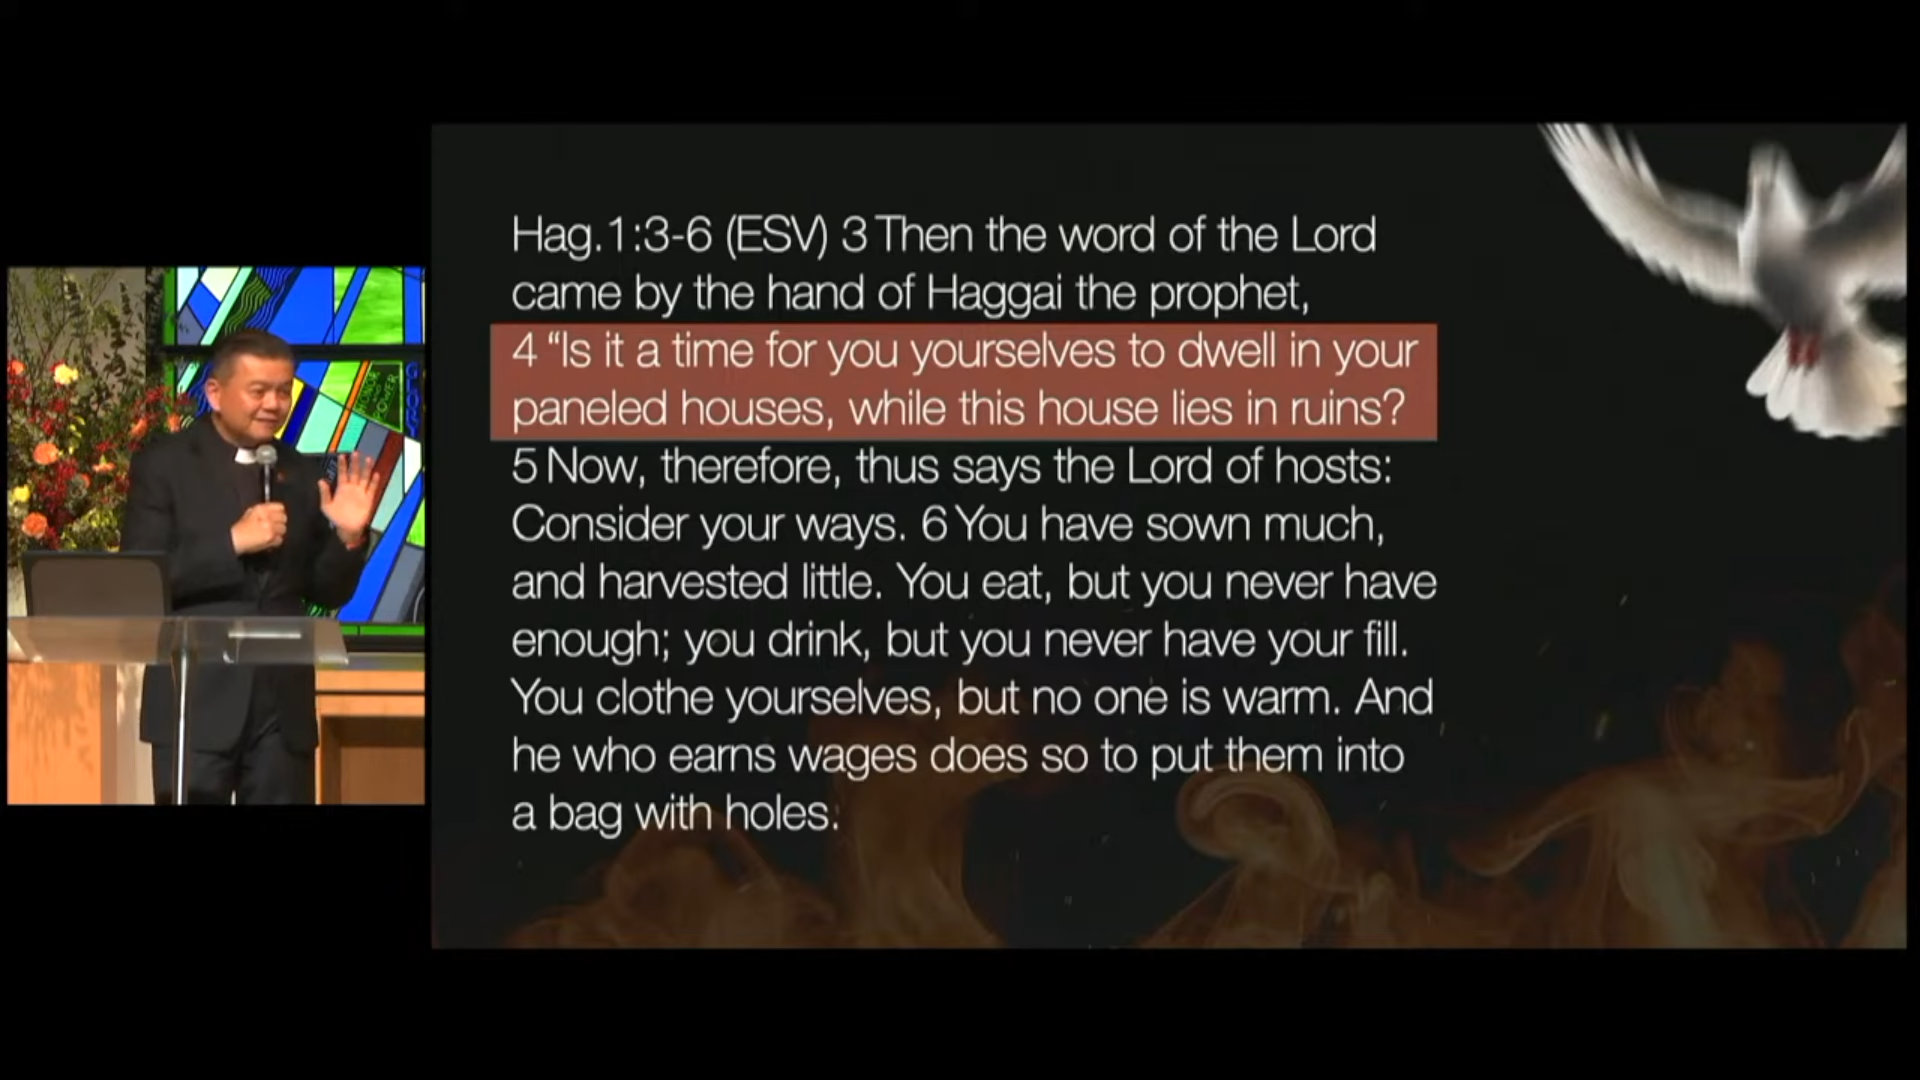 Hag.1:3-6 (ESV) 3 Then the word of the Lord
came by the hand of Haggai the prophet,
4 “Is it a time for you yourselves to dwell in your
paneled houses, while this house lies in ruins?
5 Now, therefore, thus says the Lord of hosts:
Consider your ways. 6 You have sown much,
and harvested little. You eat, but you never have
enough; you drink, but you never have your fill.
You clothe yourselves, but no one is warm. And
he who earns wages does so to put them into
a bag with holes.
POWER